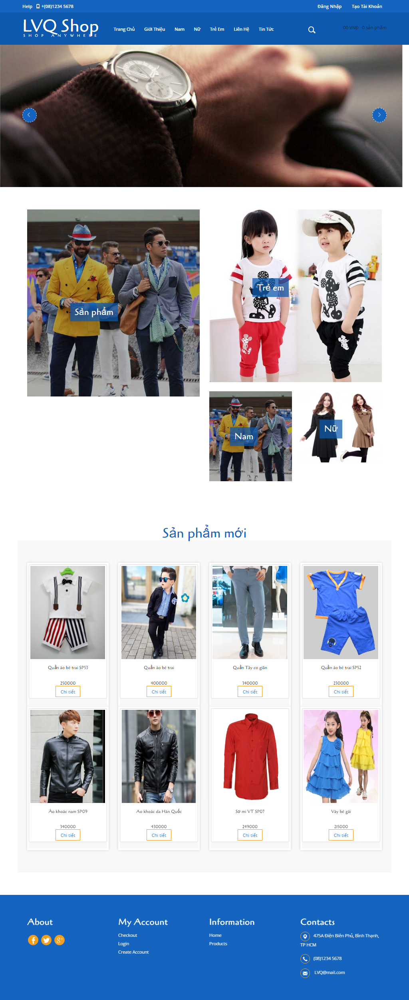 Help +(08)1234 5678 Đăng Nhập Tạo Tài Khoản
LVQ Shop
SHOP ANYWHERE
Trang Chủ Giới Thiệu Nam Nữ Trẻ Em Liên Hệ Tin Tức
00 VNĐ 0 sản phẩm
Trẻ em
Sản phẩm
Nam
Nữ
Sản phẩm mới
Quần áo bé trai SP53
250000
Chi tiết
Quần áo bé trai
400000
Chi tiết
Quần Tây co giãn
340000
Chi tiết
Quần áo bé trai SP52
230000
Chi tiết
Áo khoác nam SP09
340000
Chi tiết
Ao khoác da Hàn Quốc
430000
Chi tiết
Sơ mi VT SP07
249000
Chi tiết
Váy bé gái
215000
Chi tiết
About
My Account
Checkout
Login
Create Account
Information
Home
Products
Contacts
475A Điện Biên Phủ, Bình Thạnh,
TP HCM
(08)1234 5678
LVQ@mail.com